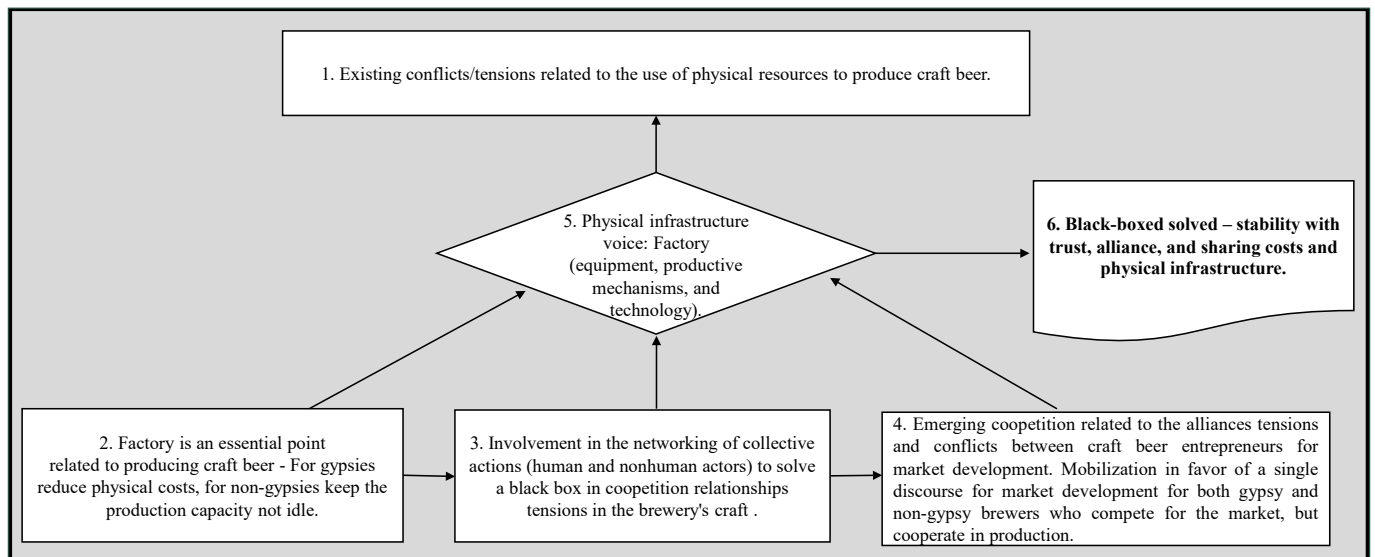 1. Existing conflicts/tensions related to the use of physical resources to produce craft beer.
5. Physical infrastructure
voice: Factory
(equipment, productive
mechanisms, and
technology).
6. Black-boxed solved – stability with
trust, alliance, and sharing costs and
physical infrastructure.
2. Factory is an essential point
related to producing craft beer - For gypsies
reduce physical costs, for non-gypsies keep the
production capacity not idle.
3. Involvement in the networking of collective
actions (human and nonhuman actors) to solve
a black box in coopetition relationships
tensions in the brewery's craft .
4. Emerging coopetition related to the alliances tensions
and conflicts between craft beer entrepreneurs for
market development. Mobilization in favor of a single
discourse for market development for both gypsy and
non-gypsy brewers who compete for the market, but
cooperate in production.